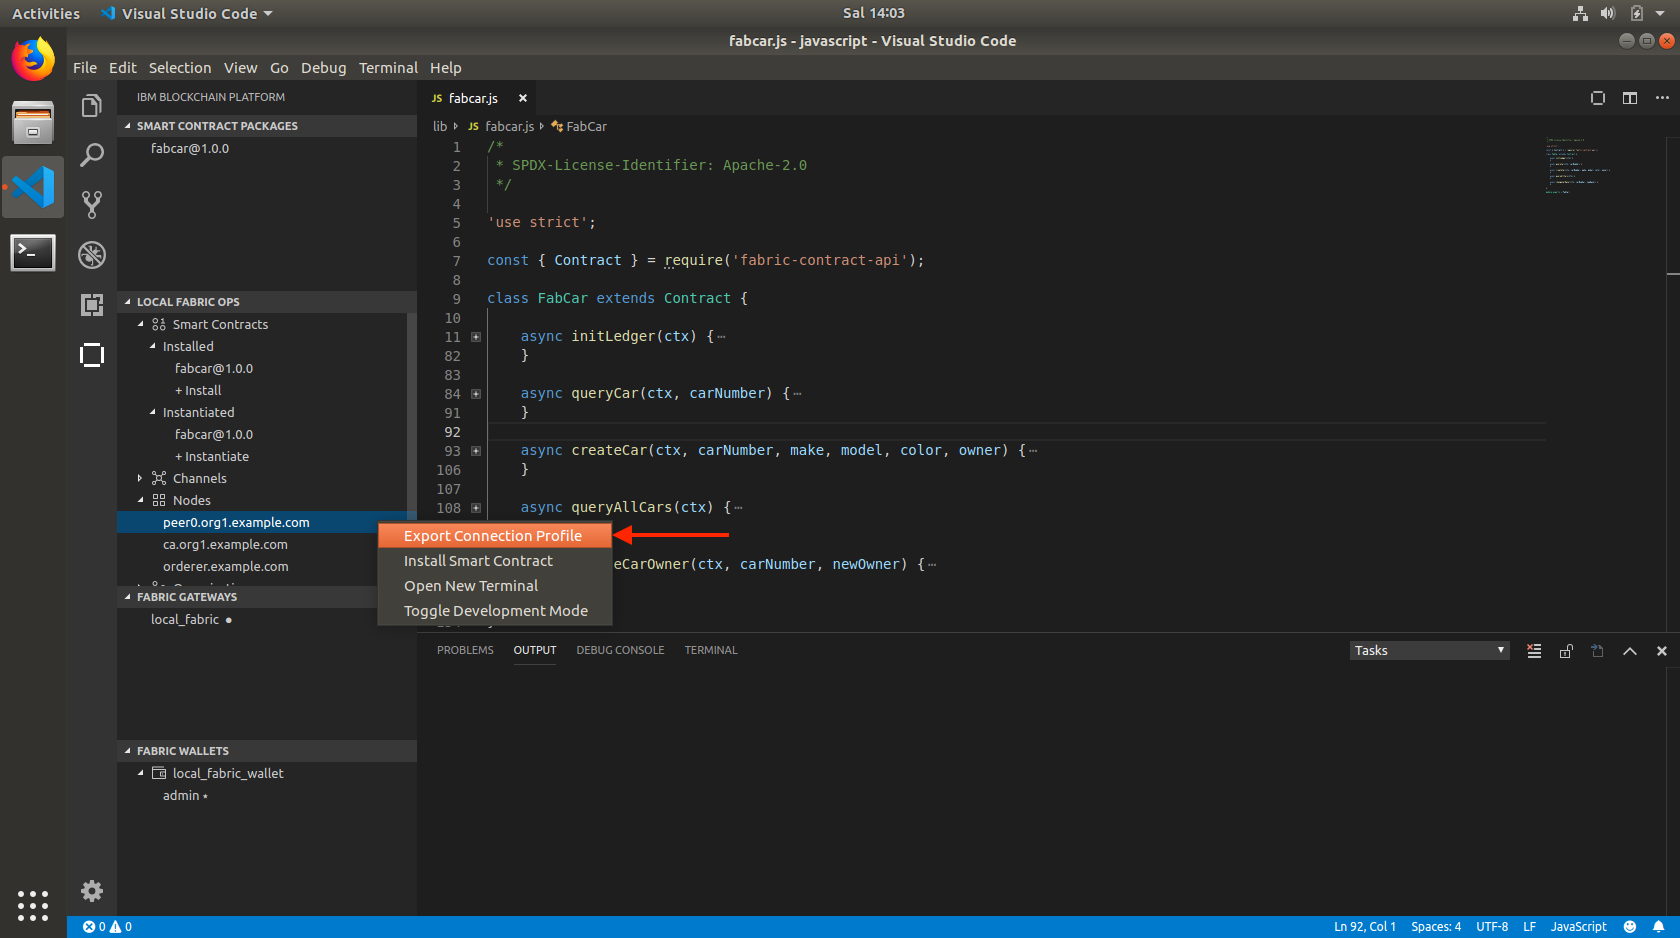 Activities
Visual Studio Code
Sal 14:03
fabcar.js - javascript - Visual Studio Code
File Edit Selection View Go Debug Terminal Help
IBM BLOCKCHAIN PLATFORM
SMART CONTRACT PACKAGES
fabcar@1.0.0
LOCAL FABRIC OPS
Smart Contracts
Installed
fabcar@1.0.0
+ Install
Instantiated
fabcar@1.0.0
+ Instantiate
Channels
Nodes
peer0.org1.example.com
ca.org1.example.com
orderer.example.com
FABRIC GATEWAYS
local_fabric ●
FABRIC WALLETS
local_fabric_wallet
admin ⋆
JS fabcar.js
lib JS fabcar.js FabCar
1 /*
2 * SPDX-License-Identifier: Apache-2.0
3 */
4
5 'use strict';
6
7 const { Contract } = require('fabric-contract-api');
8
9 class FabCar extends Contract {
10
11 async initLedger(ctx) {⋯
82 }
83
84 async queryCar(ctx, carNumber) {⋯
91 }
92
93 async createCar(ctx, carNumber, make, model, color, owner) {⋯
106 }
107
108 async queryAllCars(ctx) {⋯
eCarOwner(ctx, carNumber, newOwner) {⋯
Export Connection Profile
Install Smart Contract
Open New Terminal
Toggle Development Mode
PROBLEMS OUTPUT DEBUG CONSOLE TERMINAL
Tasks
0 0
Ln 92, Col 1 Spaces: 4 UTF-8 LF JavaScript